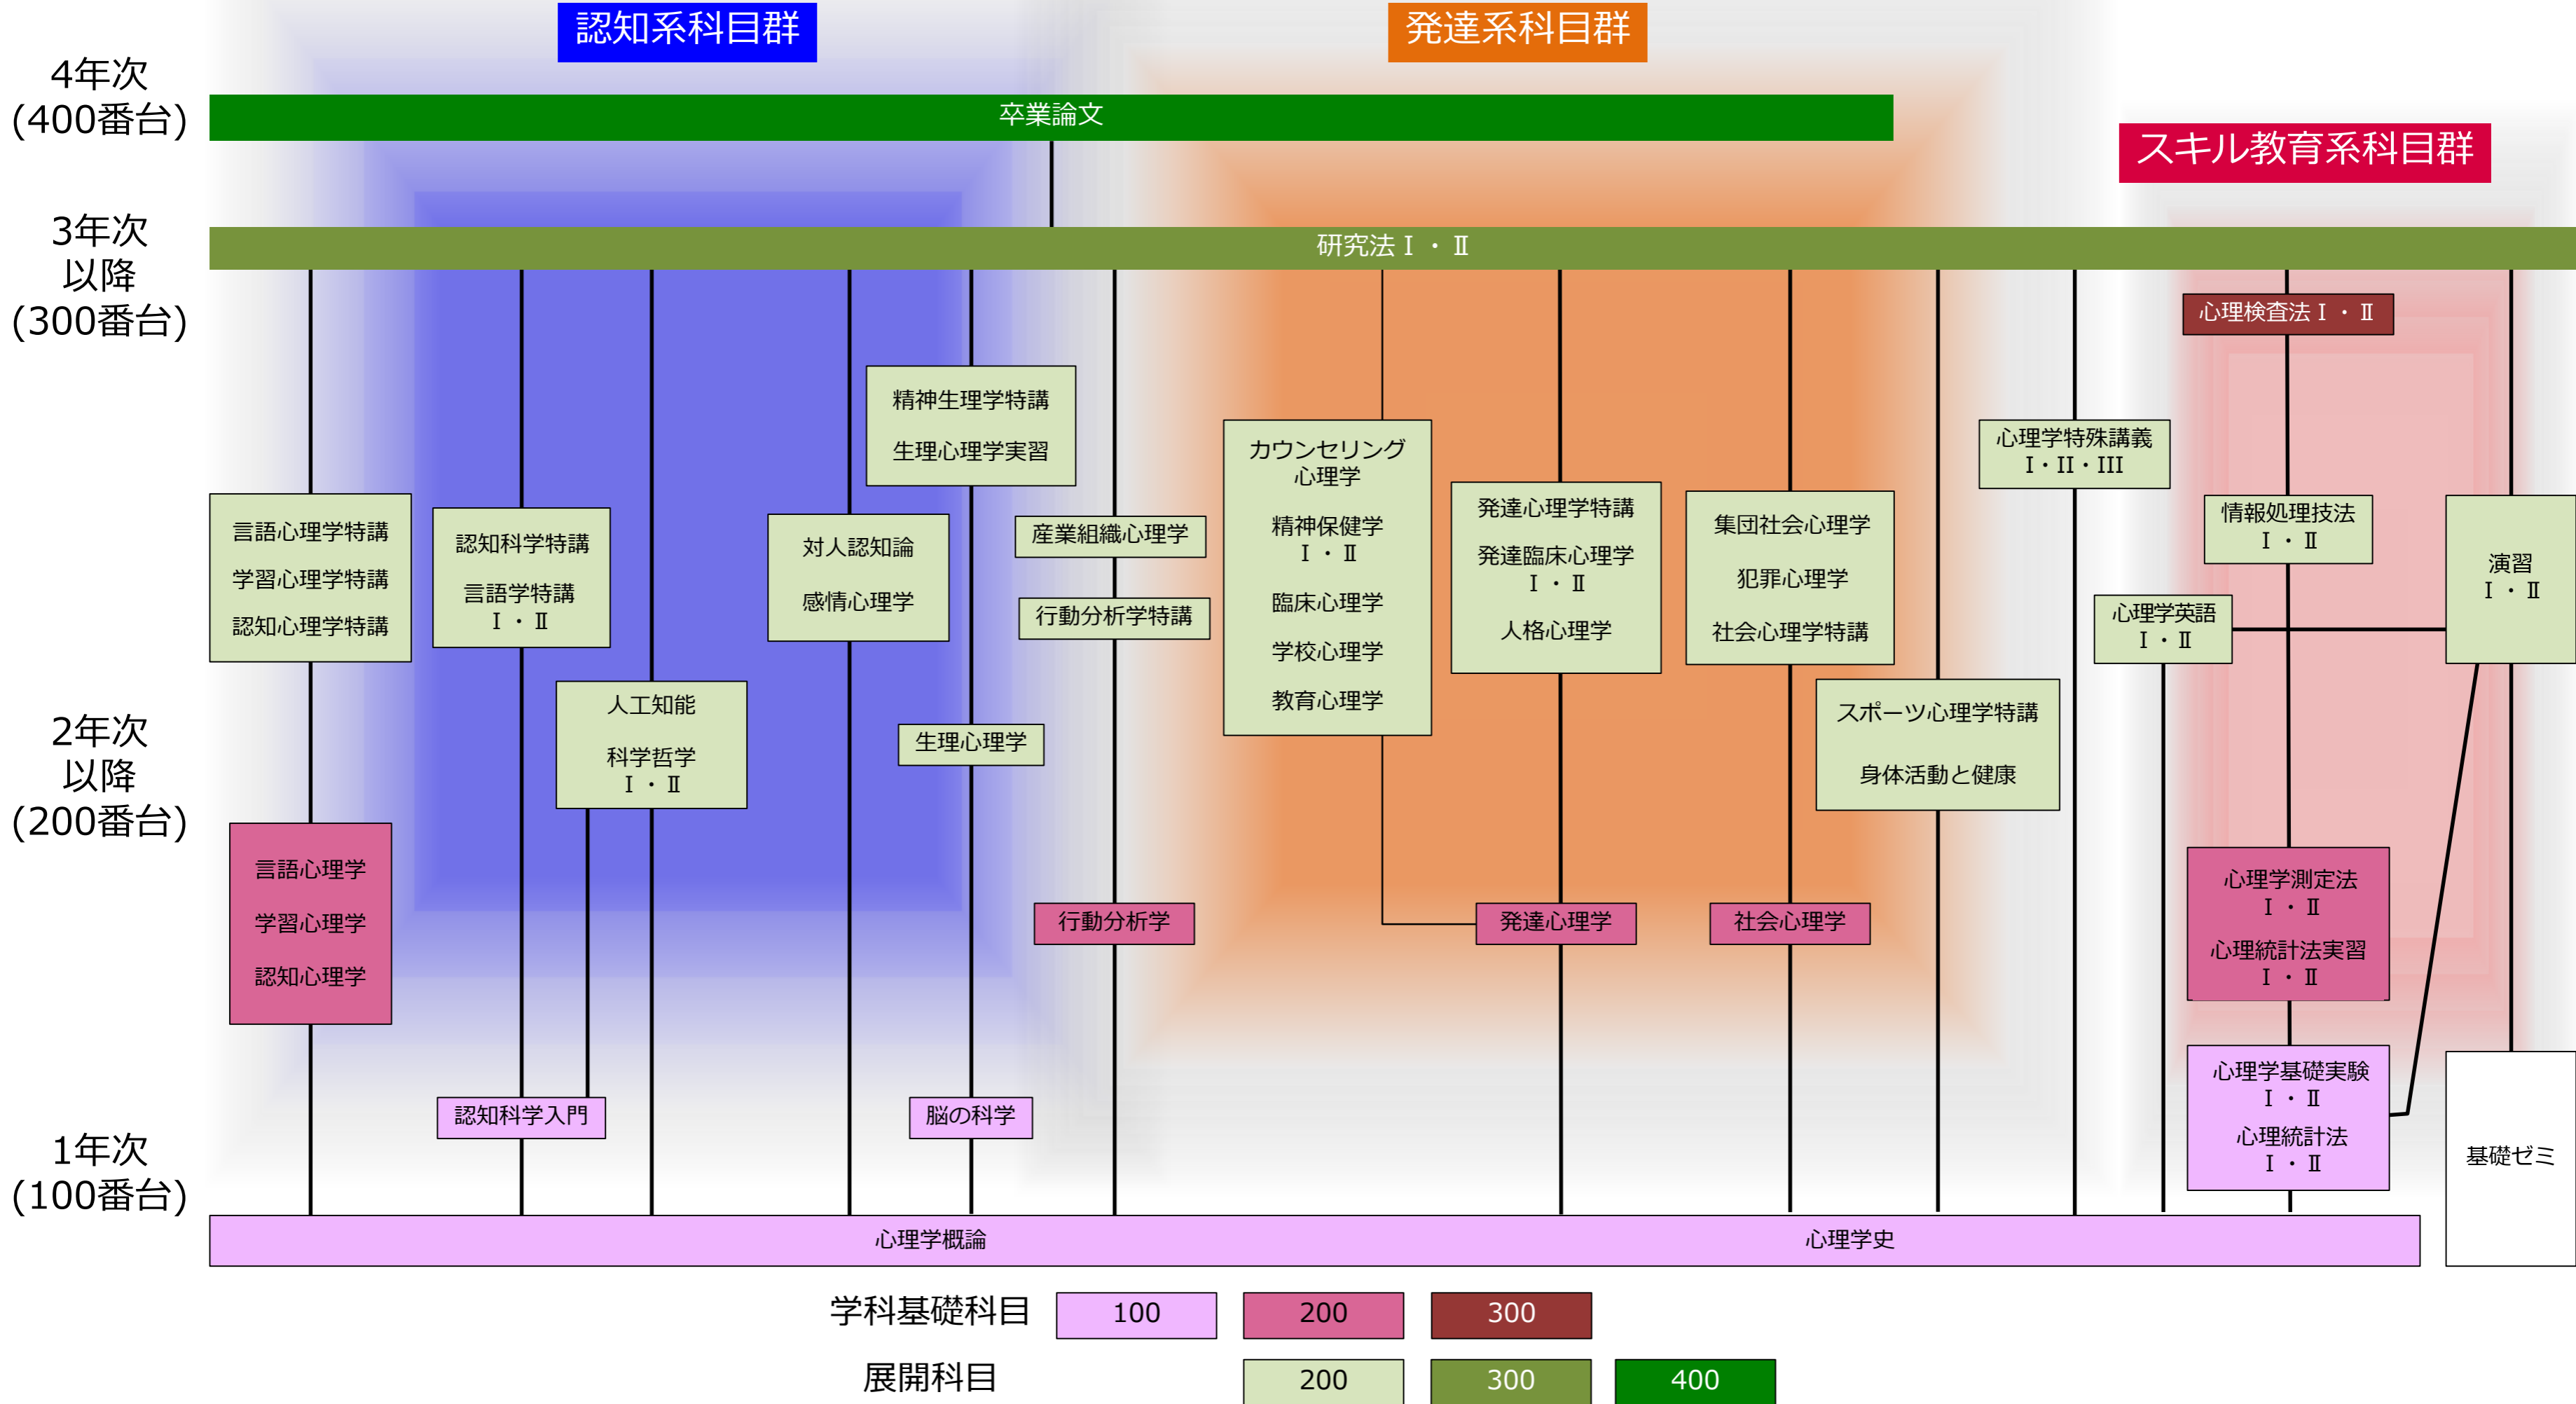 認知系科目群
発達系科目群
スキル教育系科目群
4年次
(400番台)
卒業論文
3年次
以降
(300番台)
研究法Ⅰ・Ⅱ
心理検査法Ⅰ・Ⅱ
精神生理学特講
生理心理学実習
言語心理学特講
学習心理学特講
認知心理学特講
認知科学特講
言語学特講
Ⅰ・Ⅱ
人工知能
科学哲学
Ⅰ・Ⅱ
対人認知論
感情心理学
産業組織心理学
行動分析学特講
カウンセリング
心理学
精神保健学
Ⅰ・Ⅱ
臨床心理学
学校心理学
教育心理学
発達心理学特講
発達臨床心理学
Ⅰ・Ⅱ
人格心理学
集団社会心理学
犯罪心理学
社会心理学特講
心理学特殊講義
I・II・III
情報処理技法
Ⅰ・Ⅱ
心理学英語
Ⅰ・Ⅱ
演習
Ⅰ・Ⅱ
2年次
以降
(200番台)
生理心理学
スポーツ心理学特講
身体活動と健康
言語心理学
学習心理学
認知心理学
行動分析学
発達心理学
社会心理学
心理学測定法
Ⅰ・Ⅱ
心理統計法実習
Ⅰ・Ⅱ
1年次
(100番台)
認知科学入門
脳の科学
心理学基礎実験
Ⅰ・Ⅱ
心理統計法
Ⅰ・Ⅱ
基礎ゼミ
心理学概論
心理学史
学科基礎科目
100
200
300
展開科目
200
300
400